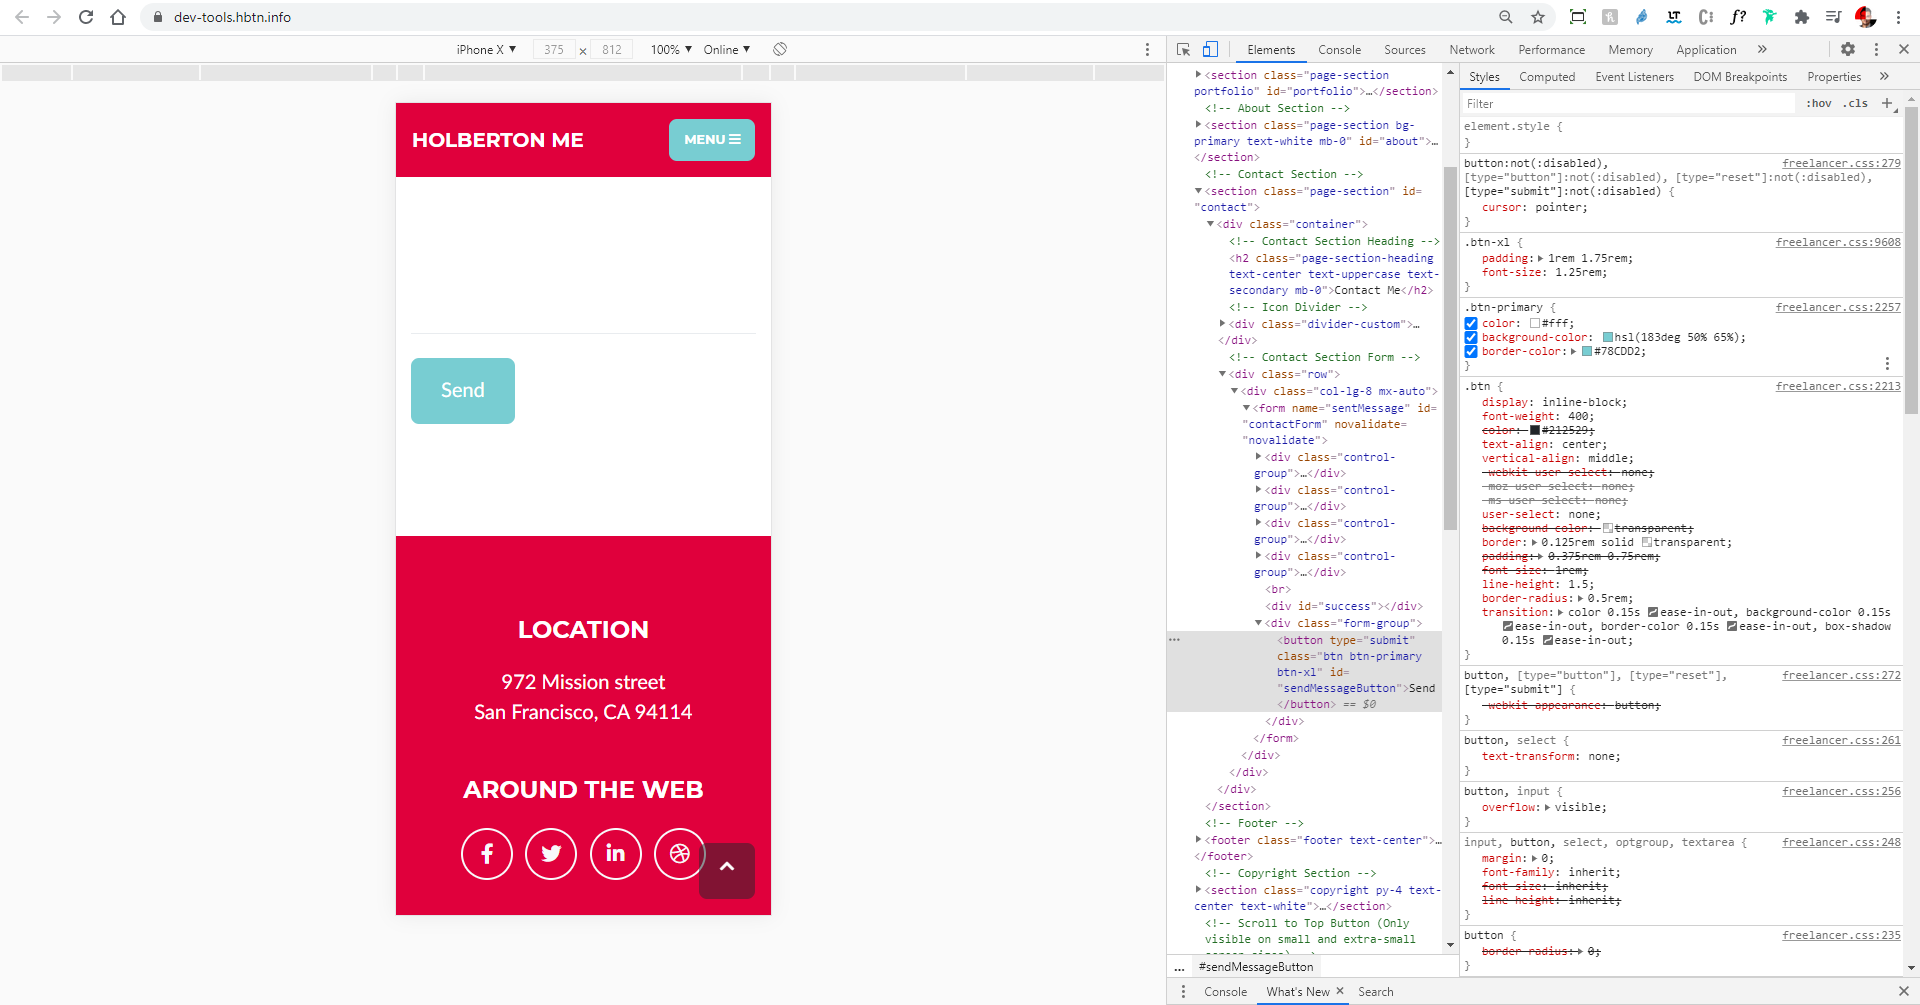 dev-tools.hbtn.info
iPhone X ▼ 375 × 812 100% ▼ Online ▼
HOLBERTON ME
MENU
Send
LOCATION
972 Mission street
San Francisco, CA 94114
AROUND THE WEB
Elements Console Sources Network Performance Memory Application »
<section class="page-section
portfolio" id="portfolio">…</section>
<!-- About Section -->
<section class="page-section bg-
primary text-white mb-0" id="about">…
</section>
<!-- Contact Section -->
<section class="page-section" id=
"contact">
<div class="container">
<!-- Contact Section Heading -->
<h2 class="page-section-heading
text-center text-uppercase text-
secondary mb-0">Contact Me</h2>
<!-- Icon Divider -->
<div class="divider-custom">…
</div>
<!-- Contact Section Form -->
<div class="row">
<div class="col-lg-8 mx-auto">
<form name="sentMessage" id=
"contactForm" novalidate=
"novalidate">
<div class="control-
group">…</div>
<div class="control-
group">…</div>
<div class="control-
group">…</div>
<div class="control-
group">…</div>
<br>
<div id="success"></div>
<div class="form-group">
<button type="submit"
class="btn btn-primary
btn-xl" id=
"sendMessageButton">Send
</button> == $0
</div>
</form>
</div>
</div>
</div>
</section>
<!-- Footer -->
<footer class="footer text-center">…
</footer>
<!-- Copyright Section -->
<section class="copyright py-4 text-
center text-white">…</section>
<!-- Scroll to Top Button (Only
visible on small and extra-small
... #sendMessageButton
Styles Computed Event Listeners DOM Breakpoints Properties »
Filter :hov .cls +
element.style {
}
button:not(:disabled), freelancer.css:279
[type="button"]:not(:disabled), [type="reset"]:not(:disabled),
[type="submit"]:not(:disabled) {
cursor: pointer;
}
.btn-xl { freelancer.css:9608
padding: 1rem 1.75rem;
font-size: 1.25rem;
}
.btn-primary { freelancer.css:2257
color: #fff;
background-color: hsl(183deg 50% 65%);
border-color: #78CDD2;
}
.btn { freelancer.css:2213
display: inline-block;
font-weight: 400;
color: #212529;
text-align: center;
vertical-align: middle;
-webkit-user-select: none;
-moz-user-select: none;
-ms-user-select: none;
user-select: none;
background-color: transparent;
border: 0.125rem solid transparent;
padding: 0.375rem 0.75rem;
font-size: 1rem;
line-height: 1.5;
border-radius: 0.5rem;
transition: color 0.15s ease-in-out, background-color 0.15s
ease-in-out, border-color 0.15s ease-in-out, box-shadow
0.15s ease-in-out;
}
button, [type="button"], [type="reset"], freelancer.css:272
[type="submit"] {
-webkit-appearance: button;
}
button, select { freelancer.css:261
text-transform: none;
}
button, input { freelancer.css:256
overflow: visible;
}
input, button, select, optgroup, textarea { freelancer.css:248
margin: 0;
font-family: inherit;
font-size: inherit;
line-height: inherit;
}
button { freelancer.css:235
border-radius: 0;
}
Console What's New × Search